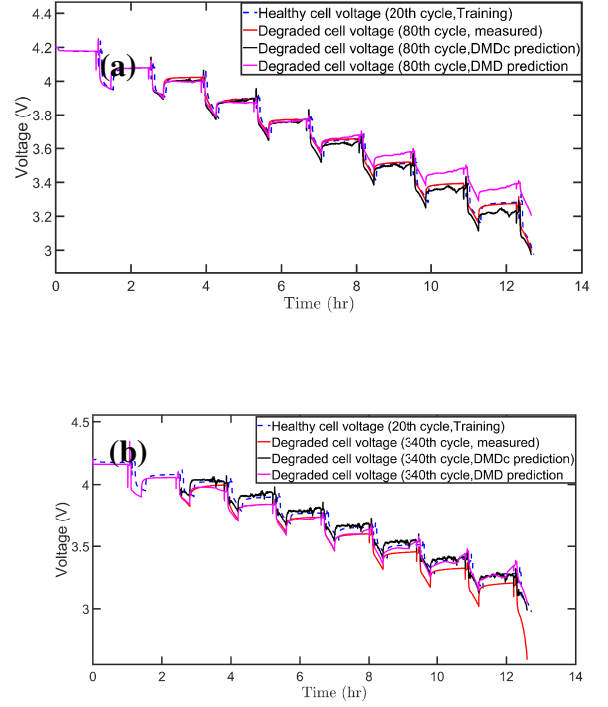 (a)
Healthy cell voltage (20th cycle,Training)
Degraded cell voltage (80th cycle, measured)
Degraded cell voltage (80th cycle,DMDc prediction)
Degraded cell voltage (80th cycle,DMD prediction
Voltage (V)
4.4
4.2
4
3.8
3.6
3.4
3.2
3
0 2 4 6 8 10 12 14
Time (hr)
(b)
Healthy cell voltage (20th cycle,Training)
Degraded cell voltage (340th cycle, measured)
Degraded cell voltage (340th cycle,DMDc prediction)
Degraded cell voltage (340th cycle,DMD prediction
Voltage (V)
4.5
4
3.5
3
0 2 4 6 8 10 12 14
Time (hr)